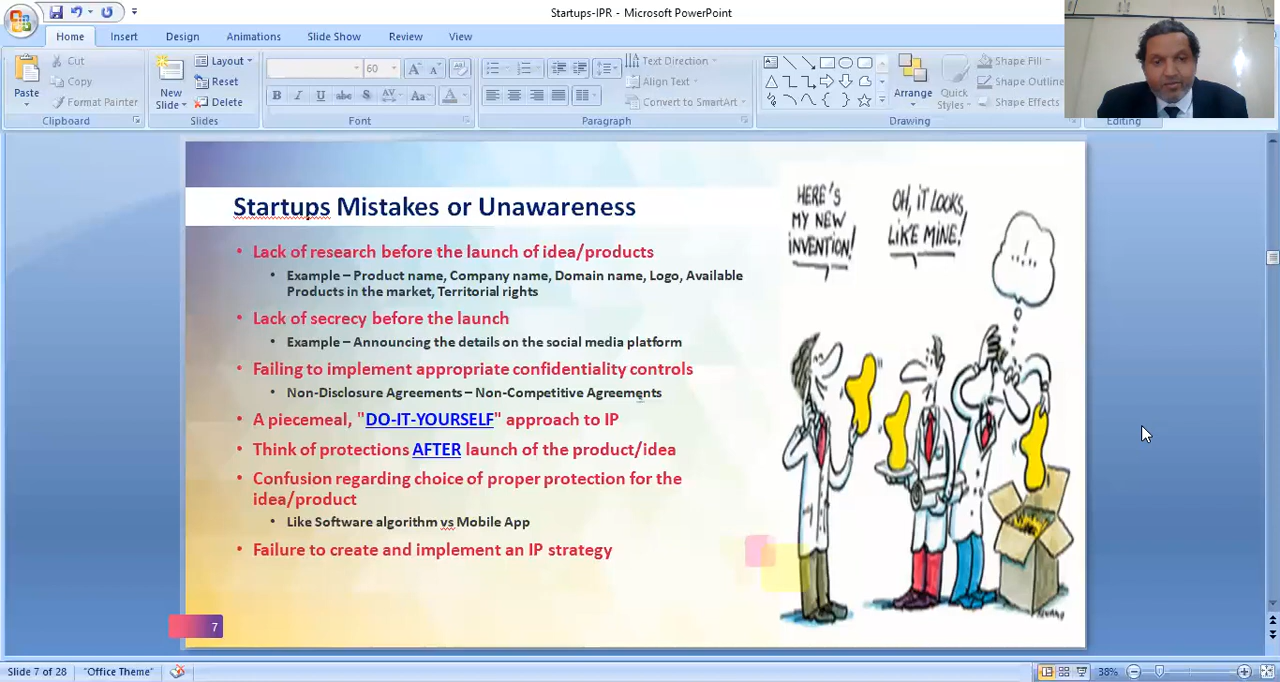 Startups-IPR - Microsoft PowerPoint
Home Insert Design Animations Slide Show Review View
Paste
Cut
Copy
Format Painter
Clipboard
New
Slide
Layout
Reset
Delete
Slides
60
B I U abc S AV Aa A
Font
Text Direction
Align Text
Convert to SmartArt
Paragraph
Arrange
Quick
Styles
Shape Fill
Shape Outline
Shape Effects
Drawing
Editing
Startups Mistakes or Unawareness
• Lack of research before the launch of idea/products
• Example – Product name, Company name, Domain name, Logo, Available
Products in the market, Territorial rights
• Lack of secrecy before the launch
• Example – Announcing the details on the social media platform
• Failing to implement appropriate confidentiality controls
• Non-Disclosure Agreements – Non-Competitive Agreements
• A piecemeal, "DO-IT-YOURSELF" approach to IP
• Think of protections AFTER launch of the product/idea
• Confusion regarding choice of proper protection for the
idea/product
• Like Software algorithm vs Mobile App
• Failure to create and implement an IP strategy
7
HERE'S
MY NEW
INVENTION!
OH, IT LOOKS
LIKE MINE!
!
.....
Slide 7 of 28 "Office Theme" 38%